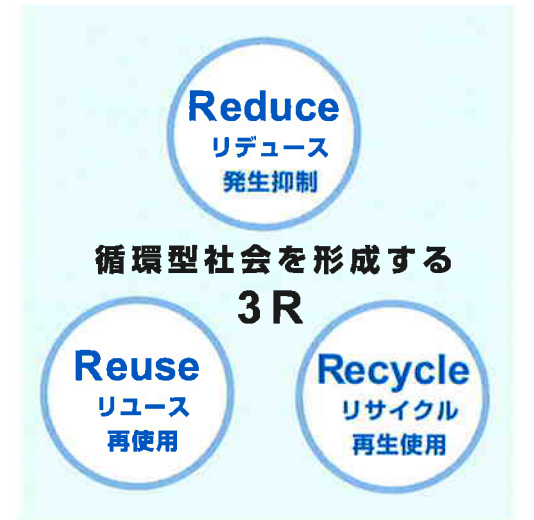 Reduce
リデュース
発生抑制
循環型社会を形成する
3R
Reuse
リユース
再使用
Recycle
リサイクル
再生使用